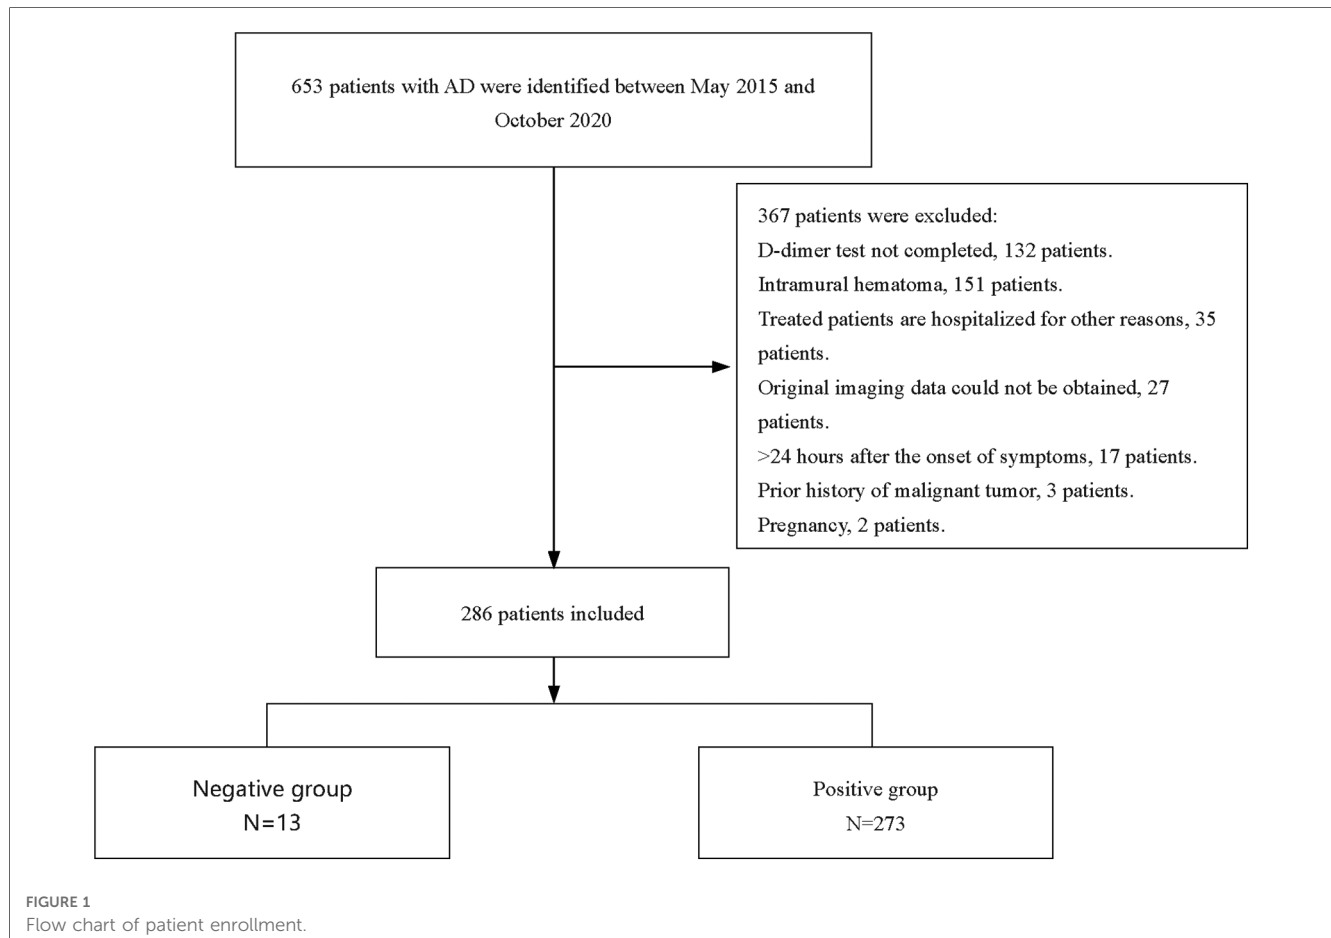 653 patients with AD were identified between May 2015 and
October 2020
367 patients were excluded:
D-dimer test not completed, 132 patients.
Intramural hematoma, 151 patients.
Treated patients are hospitalized for other reasons, 35
patients.
Original imaging data could not be obtained, 27
patients.
>24 hours after the onset of symptoms, 17 patients.
Prior history of malignant tumor, 3 patients.
Pregnancy, 2 patients.
286 patients included
Negative group
N=13
Positive group
N=273
FIGURE 1
Flow chart of patient enrollment.